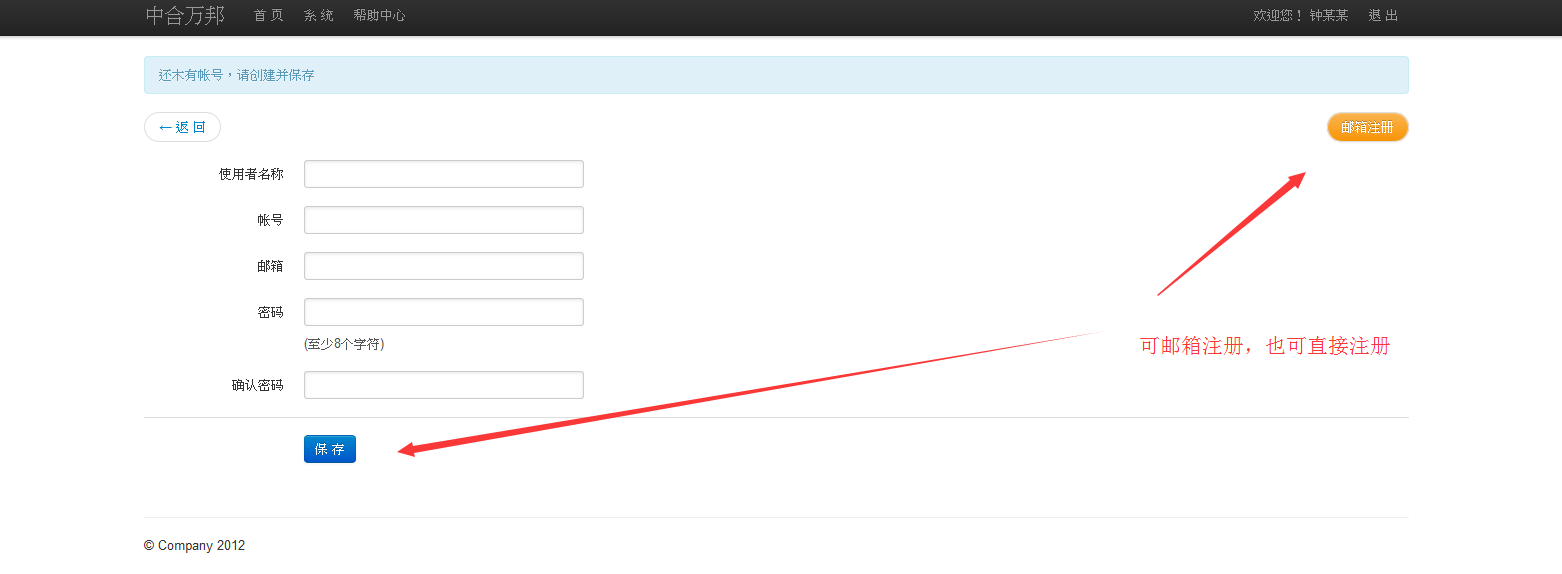 中合万邦 首 页 系 统 帮助中心 欢迎您！ 钟某某 退 出
还木有帐号，请创建并保存
← 返 回 邮箱注册
使用者名称
帐号
邮箱
密码
(至少8个字符)
可邮箱注册，也可直接注册
确认密码
保 存
© Company 2012